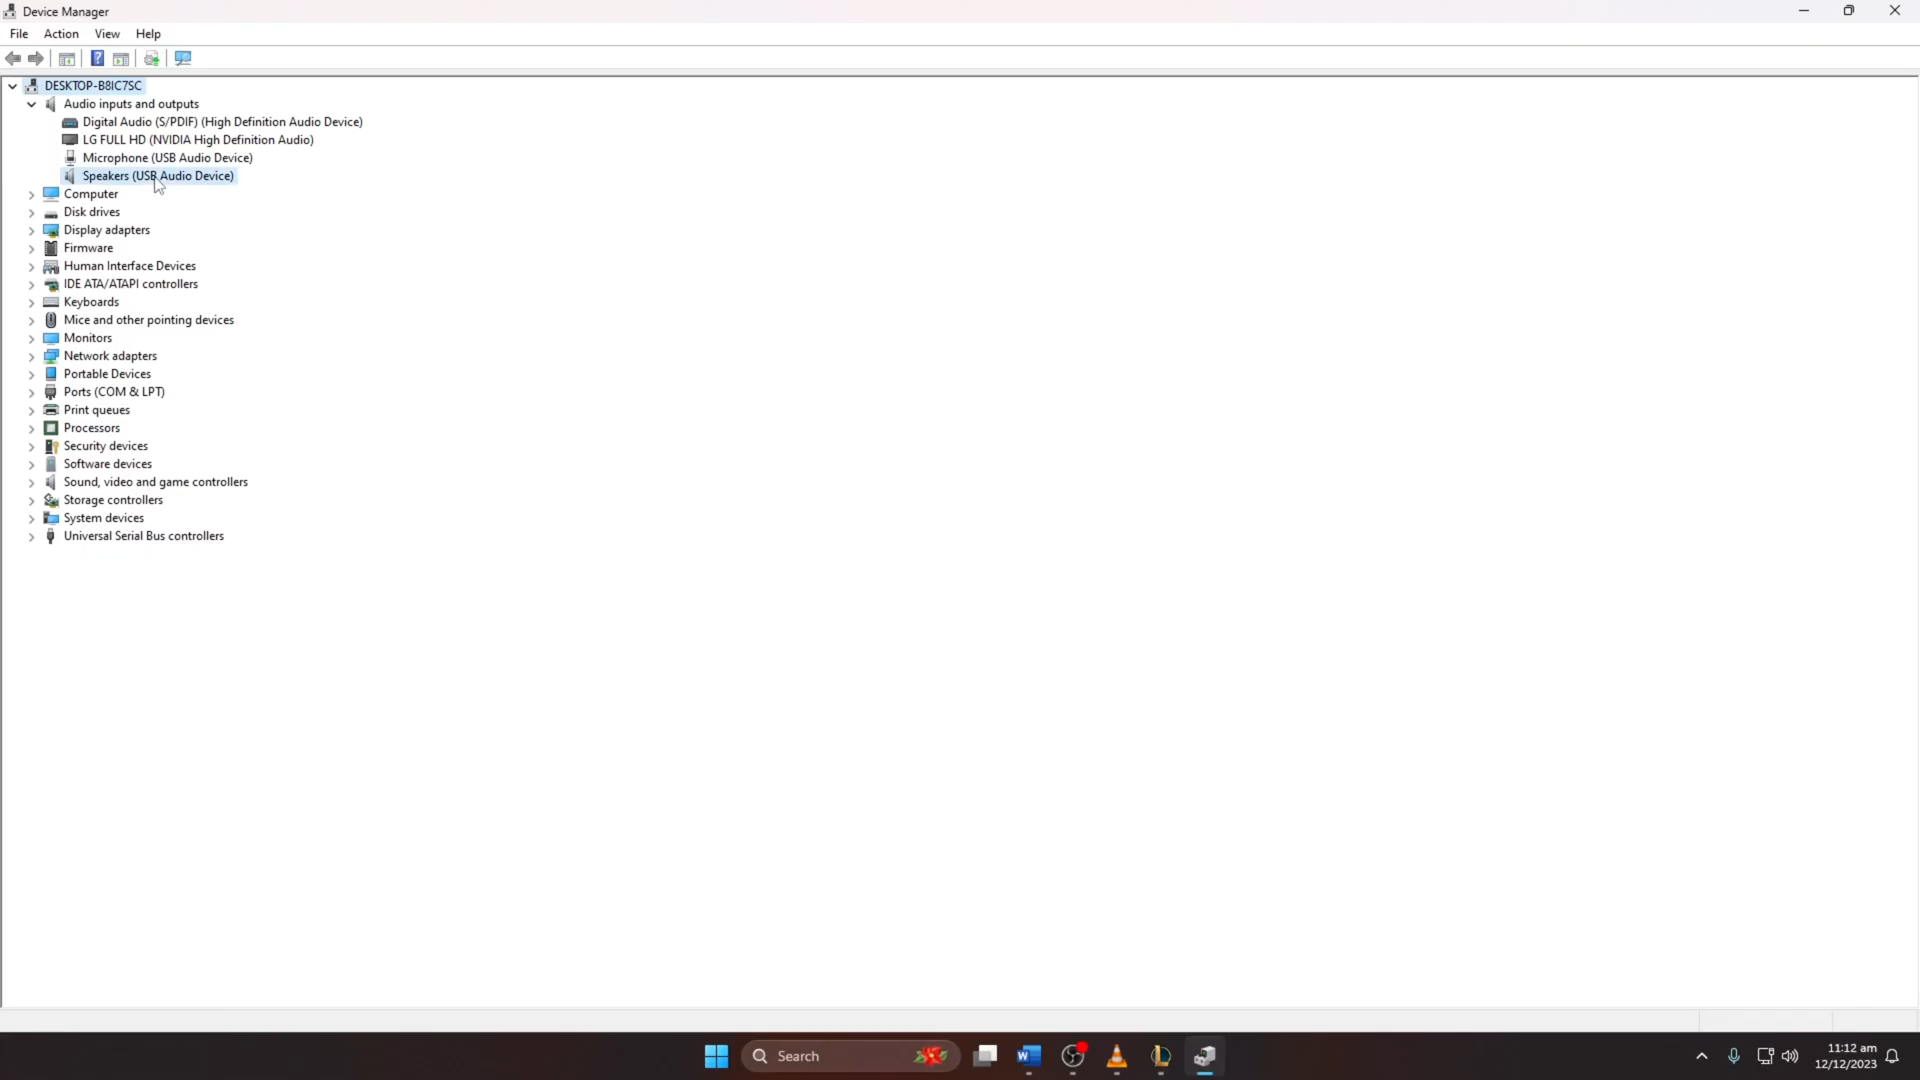 Device Manager
File Action View Help
DESKTOP-B8IC7SC
Audio inputs and outputs
Digital Audio (S/PDIF) (High Definition Audio Device)
LG FULL HD (NVIDIA High Definition Audio)
Microphone (USB Audio Device)
Speakers (USB Audio Device)
Computer
Disk drives
Display adapters
Firmware
Human Interface Devices
IDE ATA/ATAPI controllers
Keyboards
Mice and other pointing devices
Monitors
Network adapters
Portable Devices
Ports (COM & LPT)
Print queues
Processors
Security devices
Software devices
Sound, video and game controllers
Storage controllers
System devices
Universal Serial Bus controllers
Search
11:12 am
12/12/2023